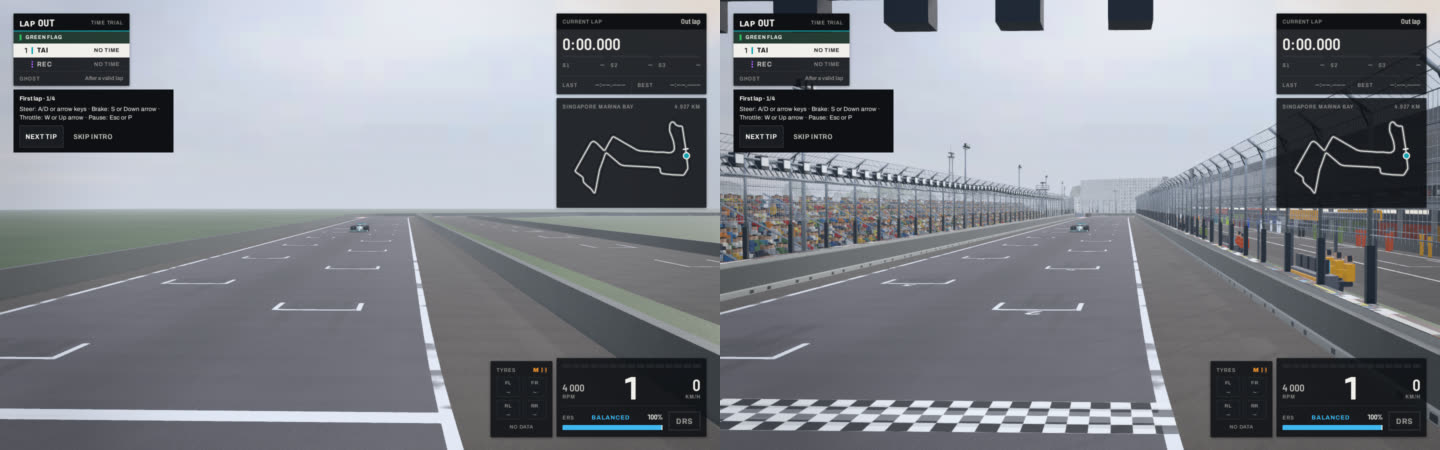 LAP OUT TIME TRIAL
GREEN FLAG
1 TAI NO TIME
REC NO TIME
GHOST After a valid lap
First lap · 1/4
Steer: A/D or arrow keys · Brake: S or Down arrow ·
Throttle: W or Up arrow · Pause: Esc or P
NEXT TIP SKIP INTRO
CURRENT LAP Out lap
0:00.000
S1 — S2 — S3 —
LAST --:--.--- BEST --:--.---
SINGAPORE MARINA BAY 4.927 KM
TYRES M
FL FR
— —
RL RR
— —
NO DATA
4 000 RPM 1 0 KM/H
ERS BALANCED 100% DRS
LAP OUT TIME TRIAL
GREEN FLAG
1 TAI NO TIME
REC NO TIME
GHOST After a valid lap
First lap · 1/4
Steer: A/D or arrow keys · Brake: S or Down arrow ·
Throttle: W or Up arrow · Pause: Esc or P
NEXT TIP SKIP INTRO
CURRENT LAP Out lap
0:00.000
S1 — S2 — S3 —
LAST --:--.--- BEST --:--.---
SINGAPORE MARINA BAY 4.927 KM
TYRES M
FL FR
— —
RL RR
— —
NO DATA
4 000 RPM 1 0 KM/H
ERS BALANCED 100% DRS